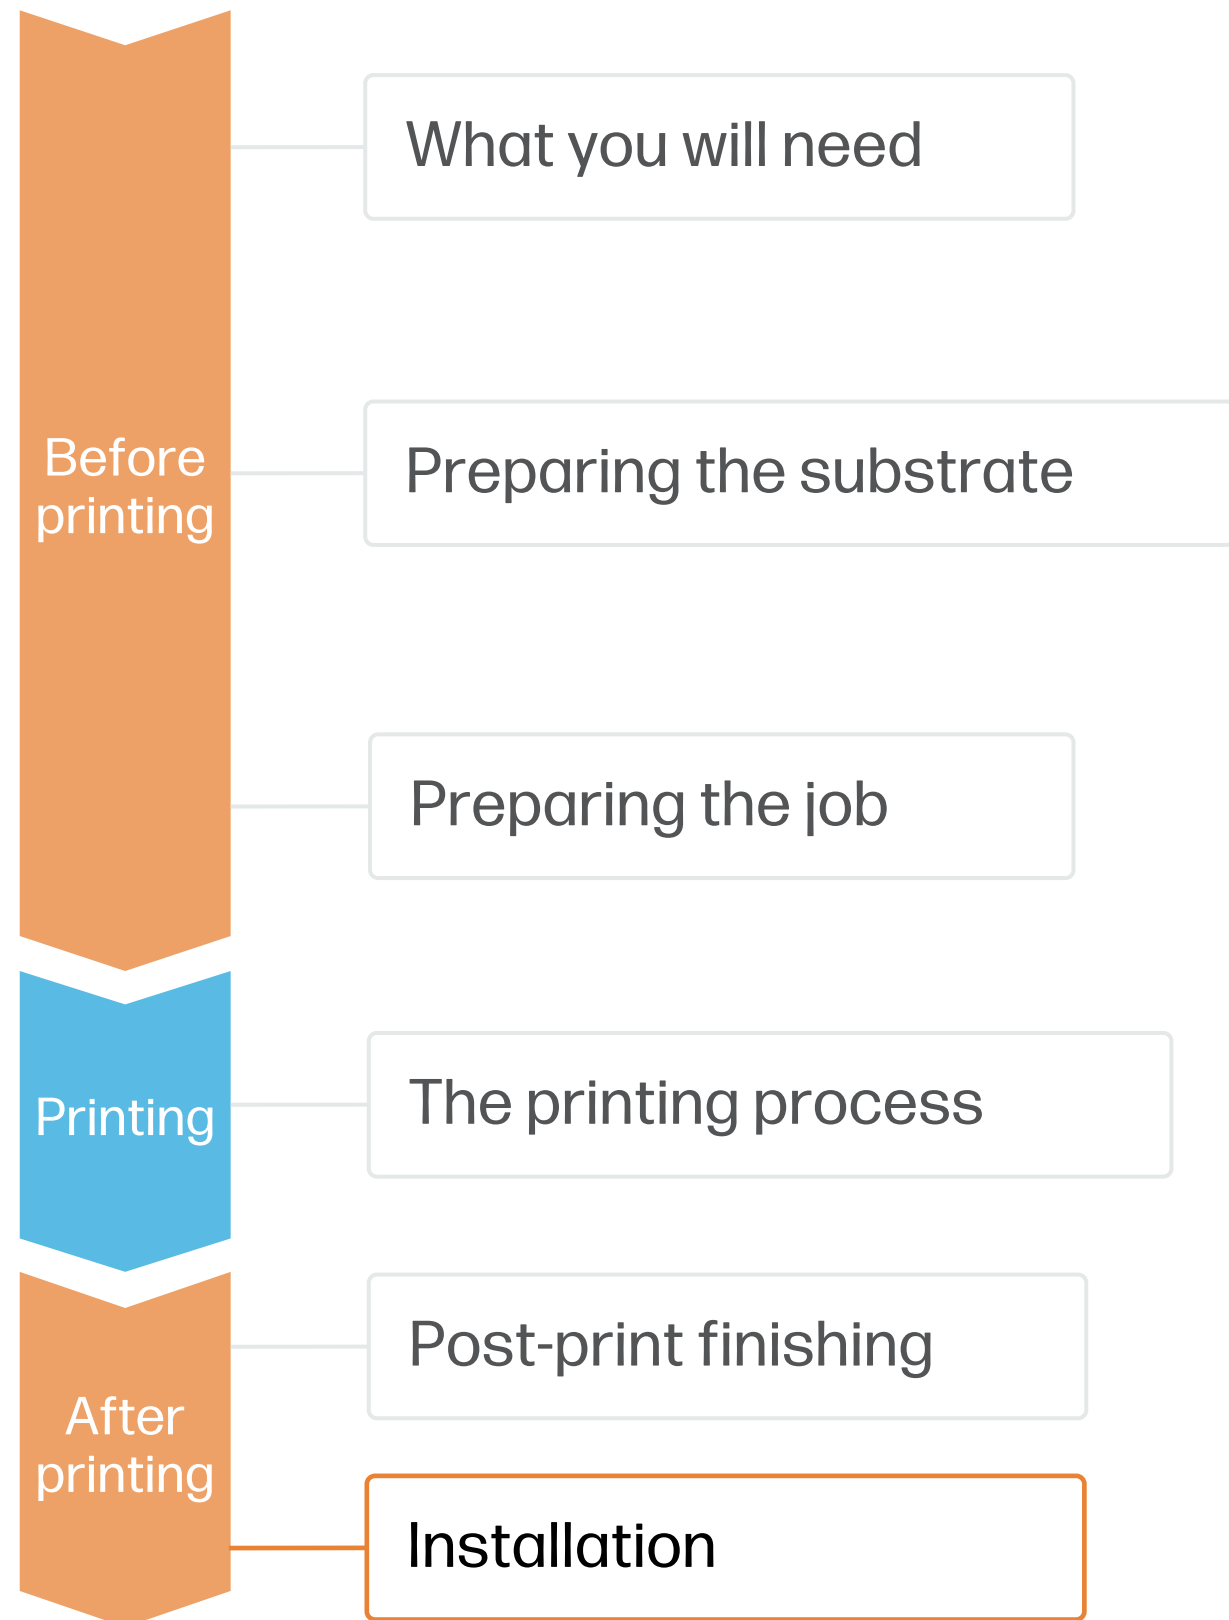 What you will need
Before
printing
Preparing the substrate
Preparing the job
Printing
The printing process
After
printing
Post-print finishing
Installation